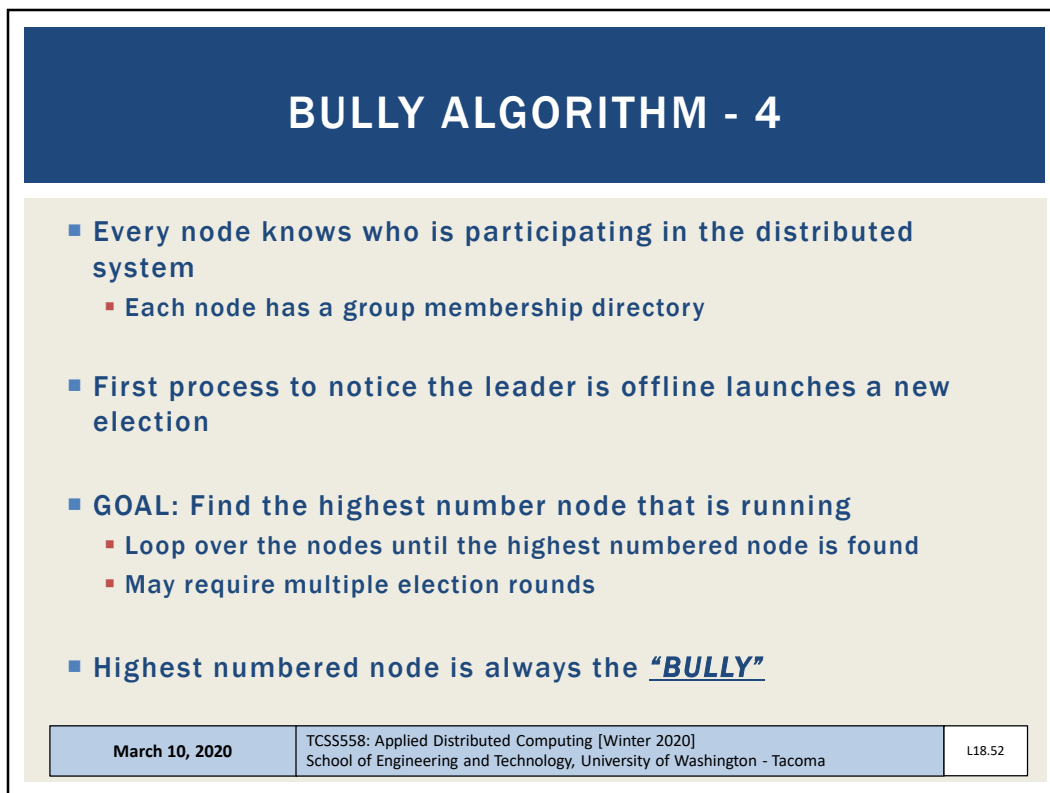 BULLY ALGORITHM - 4
Every node knows who is participating in the distributed
system
Each node has a group membership directory
First process to notice the leader is offline launches a new
election
GOAL: Find the highest number node that is running
Loop over the nodes until the highest numbered node is found
May require multiple election rounds
Highest numbered node is always the “BULLY”
March 10, 2020
TCSS558: Applied Distributed Computing [Winter 2020]
School of Engineering and Technology, University of Washington - Tacoma
L18.52